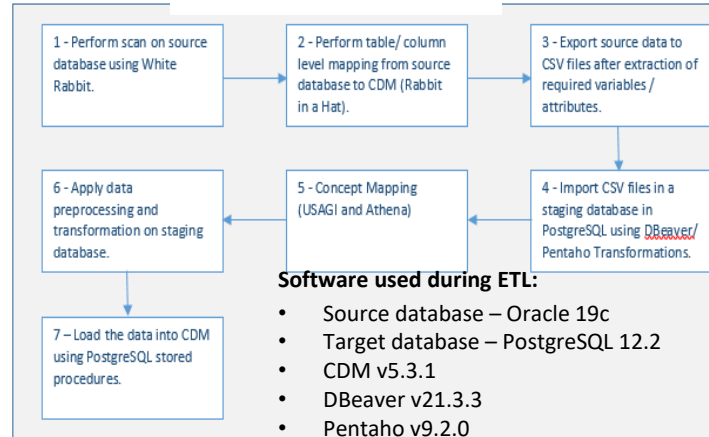 1 - Perform scan on source
database using White
Rabbit.
2 - Perform table/ column
level mapping from source
database to CDM (Rabbit
in a Hat).
3 - Export source data to
CSV files after extraction of
required variables /
attributes.
6 - Apply data
preprocessing and
transformation on staging
database.
5 - Concept Mapping
(USAGI and Athena)
4 - Import CSV files in a
staging database in
PostgreSQL using DBeaver/
Pentaho Transformations.
7 – Load the data into CDM
using PostgreSQL stored
procedures.
Software used during ETL:
• Source database – Oracle 19c
• Target database – PostgreSQL 12.2
• CDM v5.3.1
• DBeaver v21.3.3
• Pentaho v9.2.0